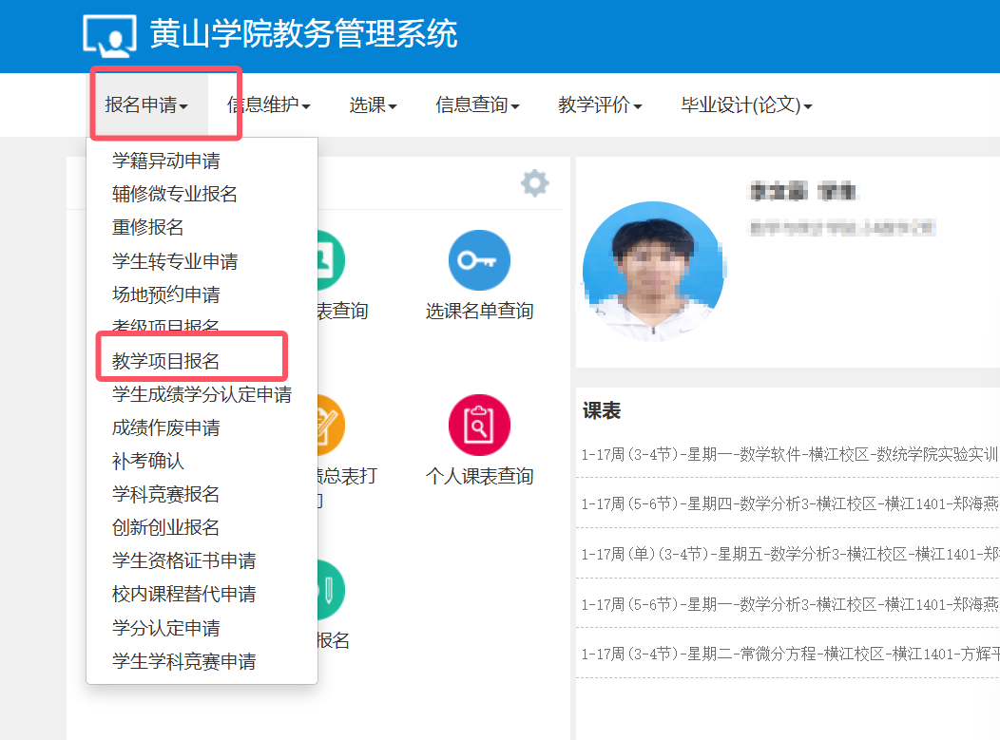 黄山学院教务管理系统
报名申请 信息维护 选课 信息查询 教学评价 毕业设计(论文)
学籍异动申请
辅修微专业报名
重修报名
学生转专业申请
场地预约申请
考级项目报名
教学项目报名
学生成绩学分认定申请
成绩作废申请
补考确认
学科竞赛报名
创新创业报名
学生资格证书申请
校内课程替代申请
学分认定申请
学生学科竞赛申请
表查询
选课名单查询
总表打
个人课表查询
报名
课表
1-17周(3-4节)-星期一-数学软件-横江校区-数统学院实验实训
1-17周(5-6节)-星期四-数学分析3-横江校区-横江1401-郑海燕
1-17周(单)(3-4节)-星期五-数学分析3-横江校区-横江1401-郑
1-17周(5-6节)-星期一-数学分析3-横江校区-横江1401-郑海燕
1-17周(3-4节)-星期二-常微分方程-横江校区-横江1401-方辉平